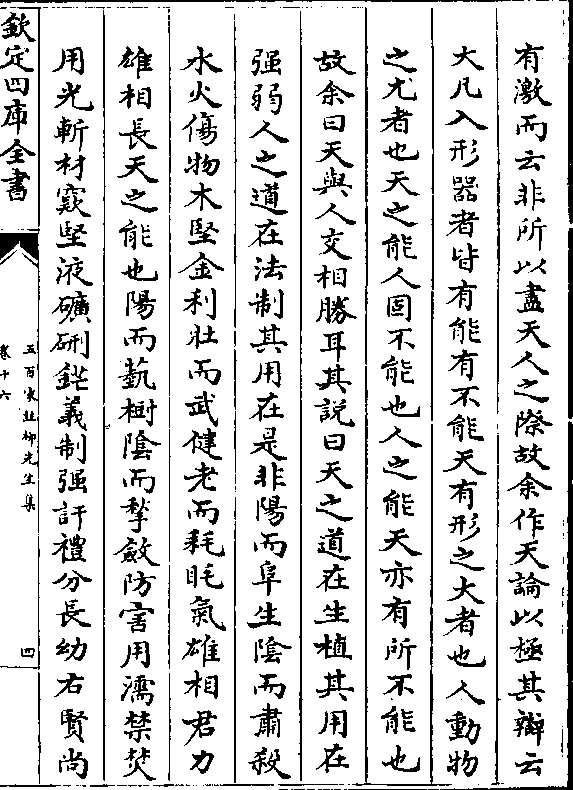 有激而云非所以盡天人之際故余作天論以極其辯云
大凡入形器者皆有能有不能天有形之大者也人動物
之尤者也天之能人固不能也人之能天亦有所不能也
故余曰天與人交相勝耳其說曰天之道在生植其用在
强弱人之道在法制其用在是非陽而阜生陰而肅殺
水火傷物木堅金利壯而武健老而耗眊氣雄相君力
雄相長天之能也陽而蓺樹陰而揫斂防害用濡禁焚
用光斬材窾堅液礦硎鋩義制强訐禮分長幼右賢尚
欽定四庫全書
五百家註柳先生集
卷十六
四